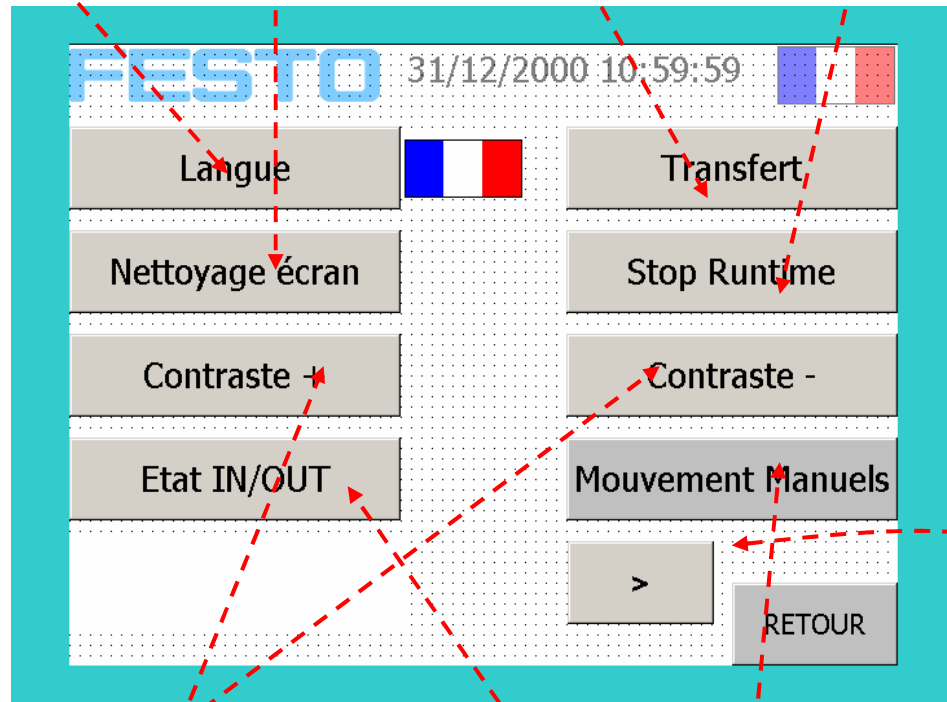 FESTO 31/12/2000 10:59:59
Langue
Transfert
Nettoyage écran
Stop Runtime
Contraste +
Contraste -
Etat IN/OUT
Mouvement Manuels
>
RETOUR